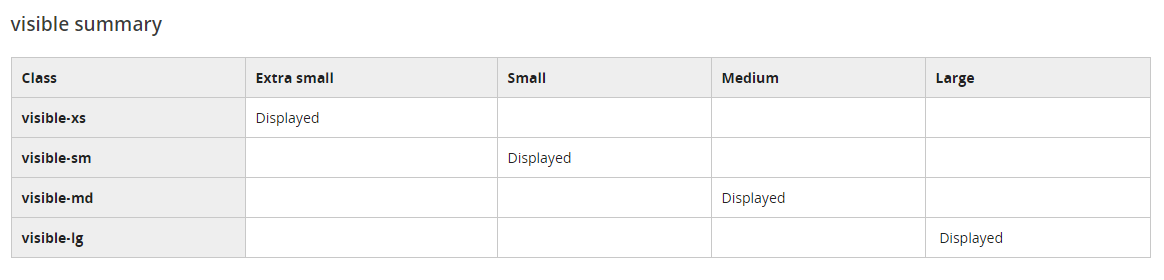 visible summary
Class Extra small Small Medium Large
visible-xs Displayed
visible-sm Displayed
visible-md Displayed
visible-lg Displayed